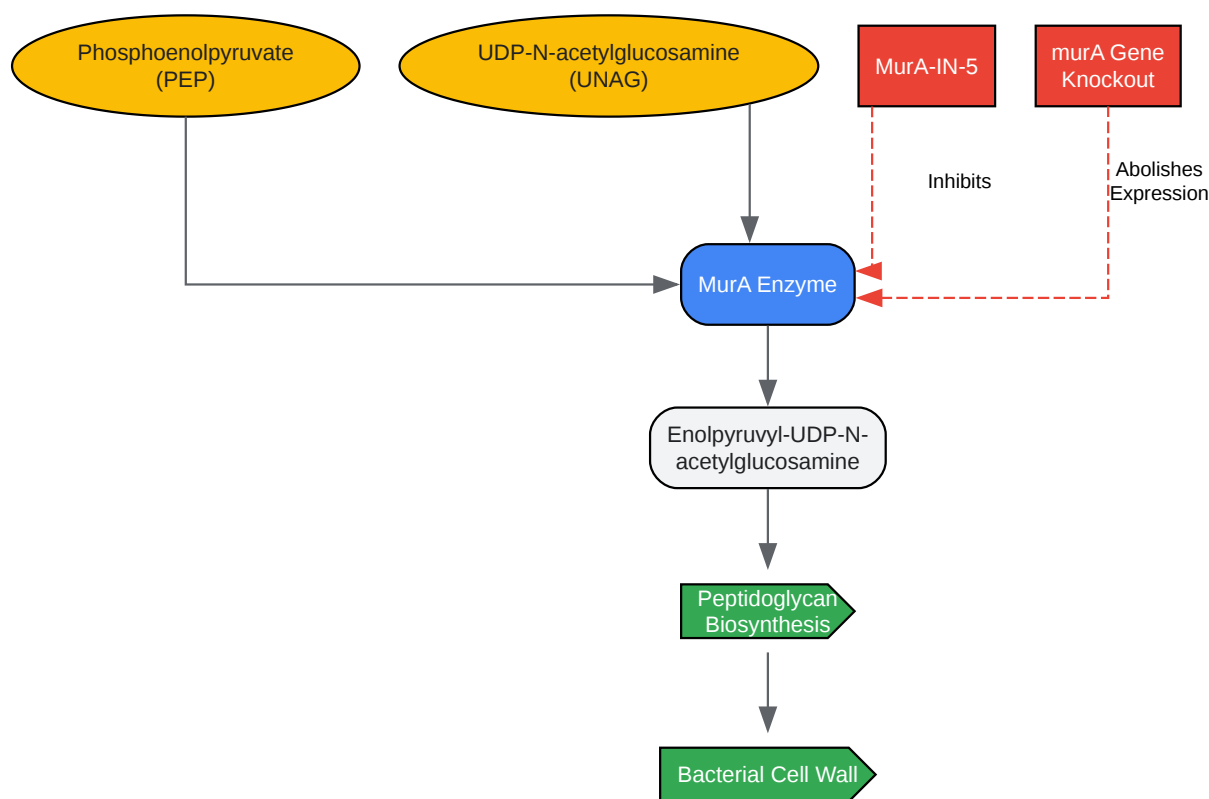 Phosphoenolpyruvate
(PEP)
UDP-N-acetylglucosamine
(UNAG)
MurA-IN-5
murA Gene
Knockout
Inhibits
Abolishes
Expression
MurA Enzyme
Enolpyruvyl-UDP-N-
acetylglucosamine
Peptidoglycan
Biosynthesis
Bacterial Cell Wall